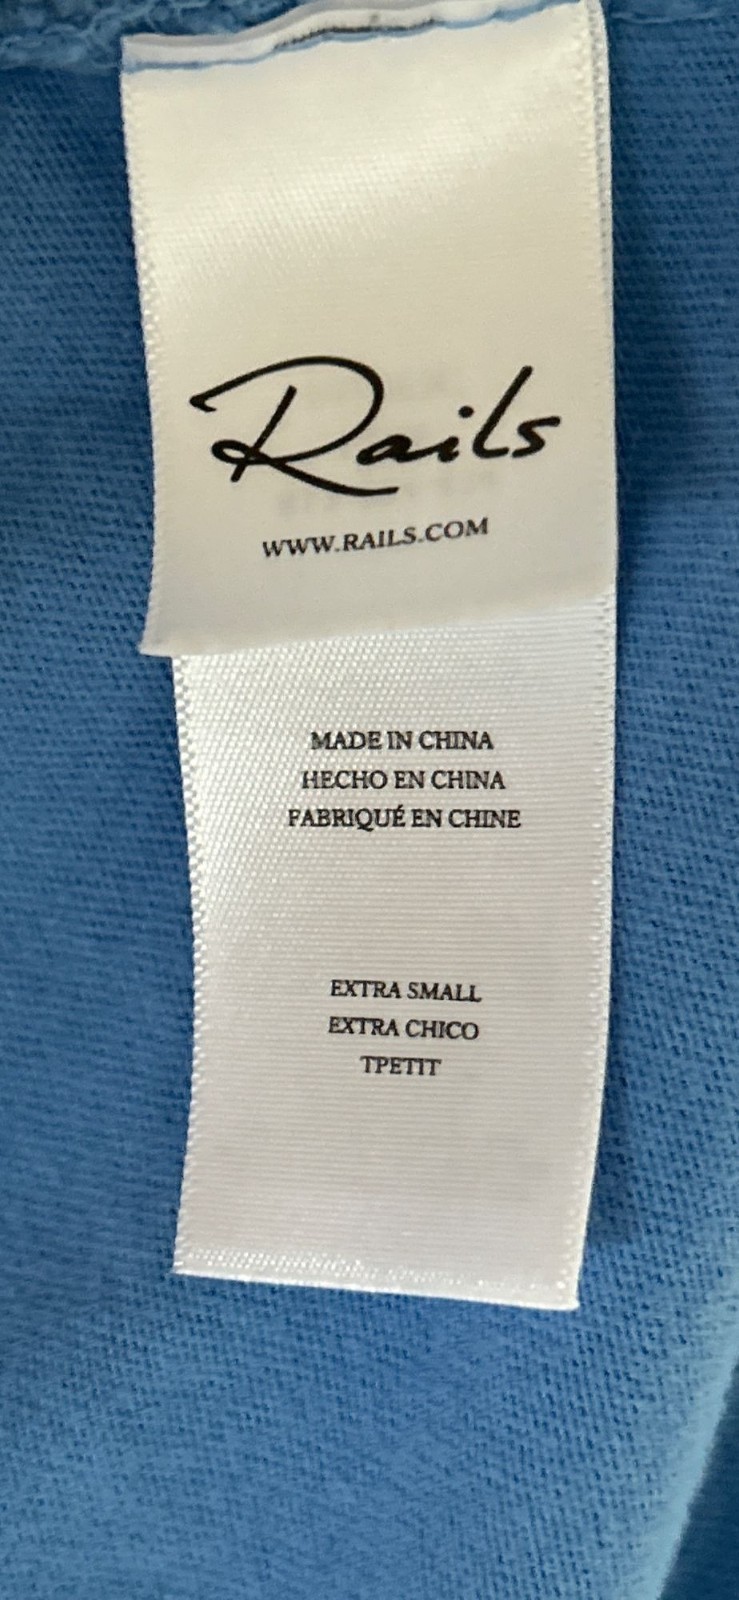 Rails
WWW.RAILS.COM
MADE IN CHINA
HECHO EN CHINA
FABRIQUÉ EN CHINE
EXTRA SMALL
EXTRA CHICO
TPETIT